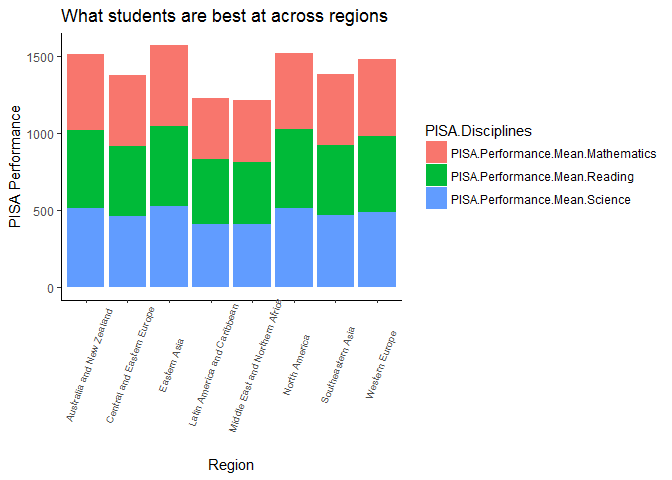 What students are best at across regions
PISA Performance
1500
1000
500
0
Australia and New Zealand
Central and Eastern Europe
Eastern Asia
Latin America and Caribbean
Middle East and Northern Africa
North America
Southeastern Asia
Western Europe
Region
PISA.Disciplines
PISA.Performance.Mean.Mathematics
PISA.Performance.Mean.Reading
PISA.Performance.Mean.Science